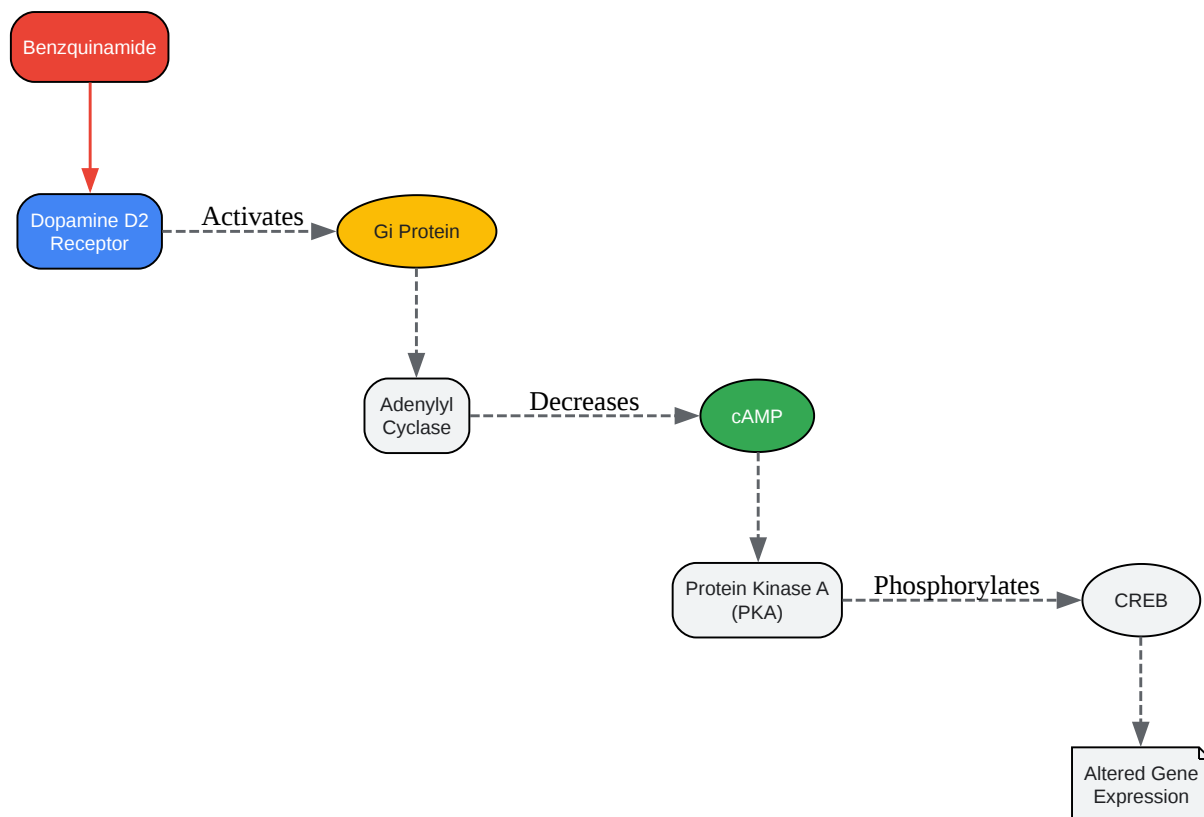 Benzquinamide
Dopamine D2
Receptor
Activates
Gi Protein
Adenylyl
Cyclase
Decreases
cAMP
Protein Kinase A
(PKA)
Phosphorylates
CREB
Altered Gene
Expression